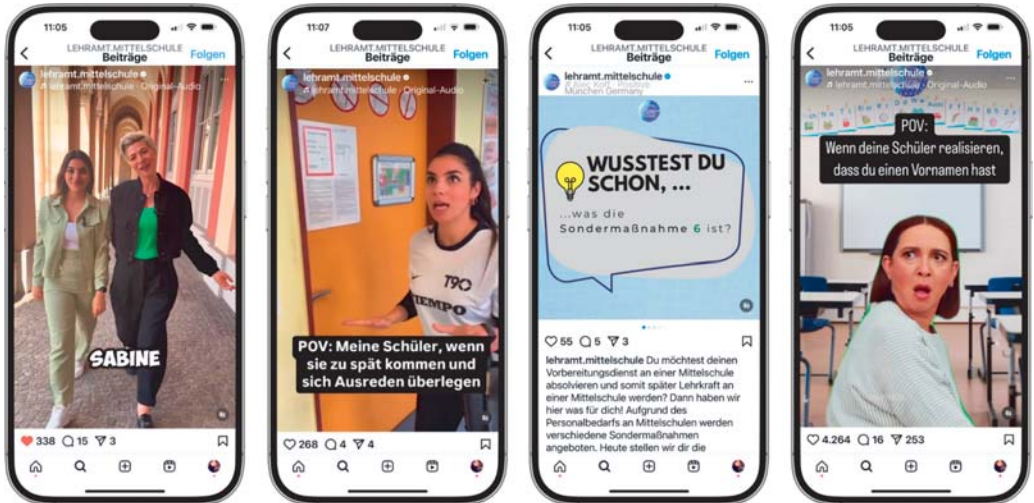 11:05
LEHRAMT.MITTELSCHULE
Beiträge
Folgen
lehramt.mittelschule
lehramt.mittelschule · Original-Audio
SABINE
338 15 3
11:07
LEHRAMT.MITTELSCHULE
Beiträge
Folgen
lehramt.mittelschule
lehramt.mittelschule · Original-Audio
T90
TIEMPO
POV: Meine Schüler, wenn
sie zu spät kommen und
sich Ausreden überlegen
268 4 4
11:05
LEHRAMT.MITTELSCHULE
Beiträge
Folgen
lehramt.mittelschule
München Germany
WUSSTEST DU
SCHON, ...
...was die
Sondermaßnahme 6 ist?
55 5 3
lehramt.mittelschule Du möchtest deinen
Vorbereitungsdienst an einer Mittelschule
absolvieren und somit später Lehrkraft an
einer Mittelschule werden? Dann haben wir
hier was für dich! Aufgrund des
Personalbedarfs an Mittelschulen werden
verschiedene Sondermaßnahmen
angeboten. Heute stellen wir dir die
11:05
LEHRAMT.MITTELSCHULE
Beiträge
Folgen
lehramt.mittelschule
lehramt.mittelschule · Original-Audio
POV:
Wenn deine Schüler realisieren,
dass du einen Vornamen hast
4.264 16 253